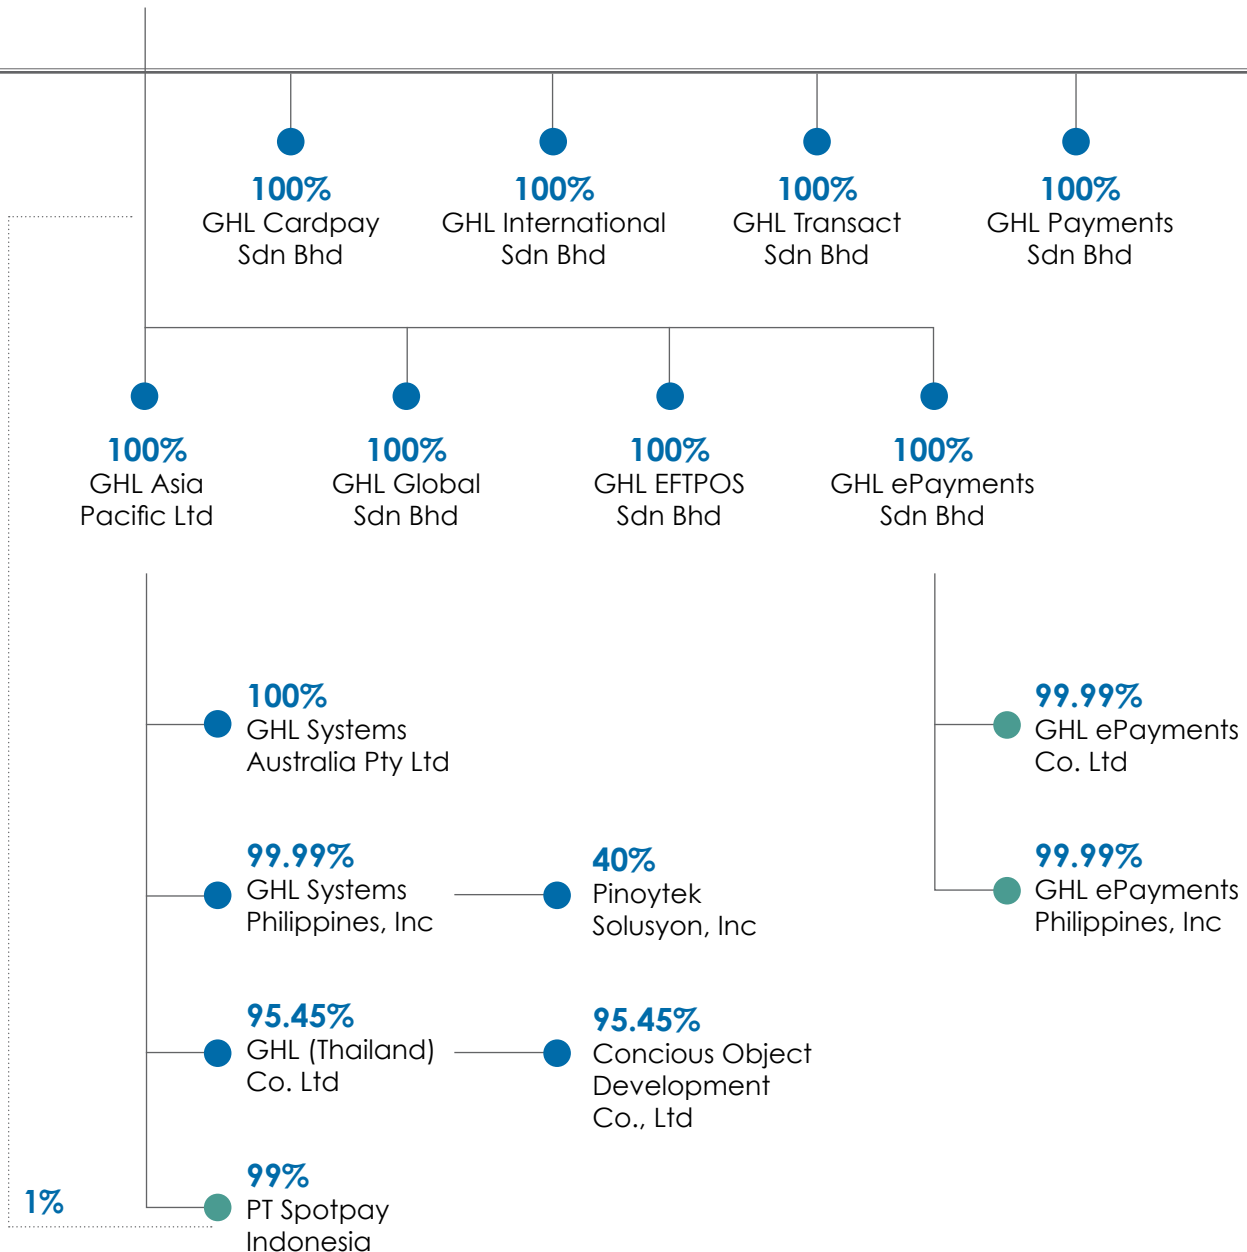 100%
GHL Cardpay
Sdn Bhd
100%
GHL International
Sdn Bhd
100%
GHL Transact
Sdn Bhd
100%
GHL Payments
Sdn Bhd
100%
GHL Asia
Pacific Ltd
100%
GHL Global
Sdn Bhd
100%
GHL EFTPOS
Sdn Bhd
100%
GHL ePayments
Sdn Bhd
100%
GHL Systems
Australia Pty Ltd
99.99%
GHL Systems
Philippines, Inc
40%
Pinoytek
Solusyon, Inc
95.45%
GHL (Thailand)
Co. Ltd
95.45%
Concious Object
Development
Co., Ltd
99%
PT Spotpay
Indonesia
1%
99.99%
GHL ePayments
Co. Ltd
99.99%
GHL ePayments
Philippines, Inc